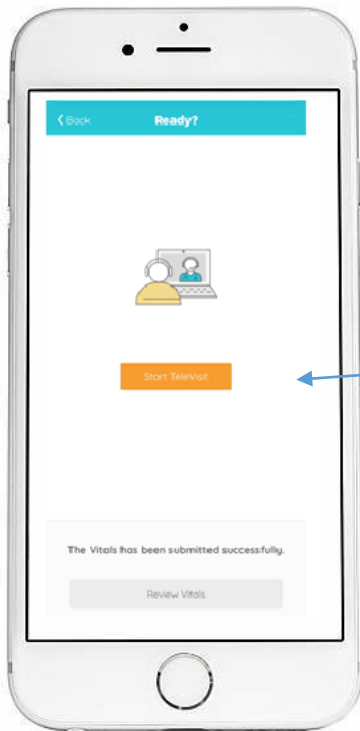 Back
Ready?
Start TeleVisit
The Vitals has been submitted successfully.
Review Vitals